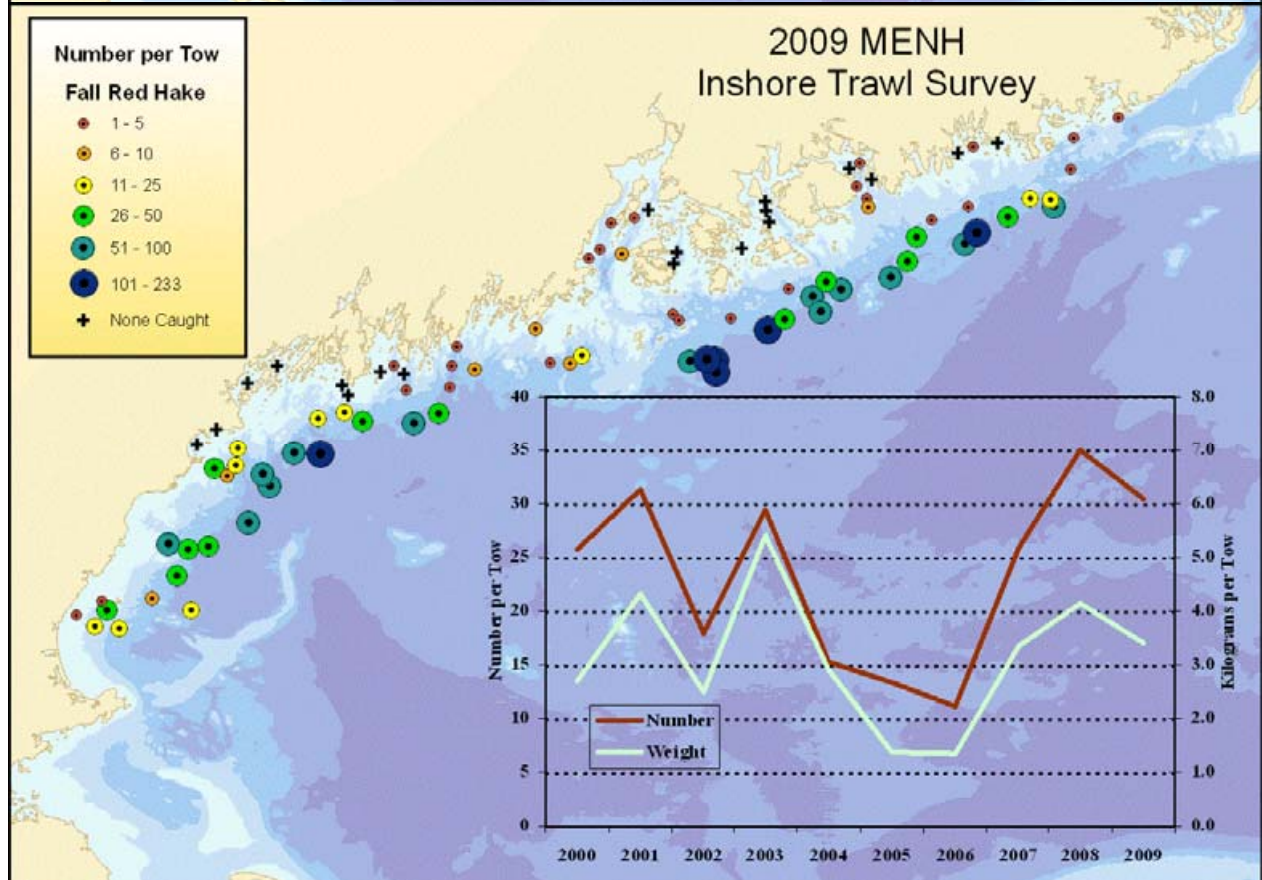 Number per Tow
Fall Red Hake
1 - 5
6 - 10
11 - 25
26 - 50
51 - 100
101 - 233
None Caught
2009 MENH
Inshore Trawl Survey
40
35
30
25
20
15
10
5
0
Number per Tow
8.0
7.0
6.0
5.0
4.0
3.0
2.0
1.0
0.0
Kilograns per Tow
Number
Weight
2000 2001 2002 2003 2004 2005 2006 2007 2008 2009